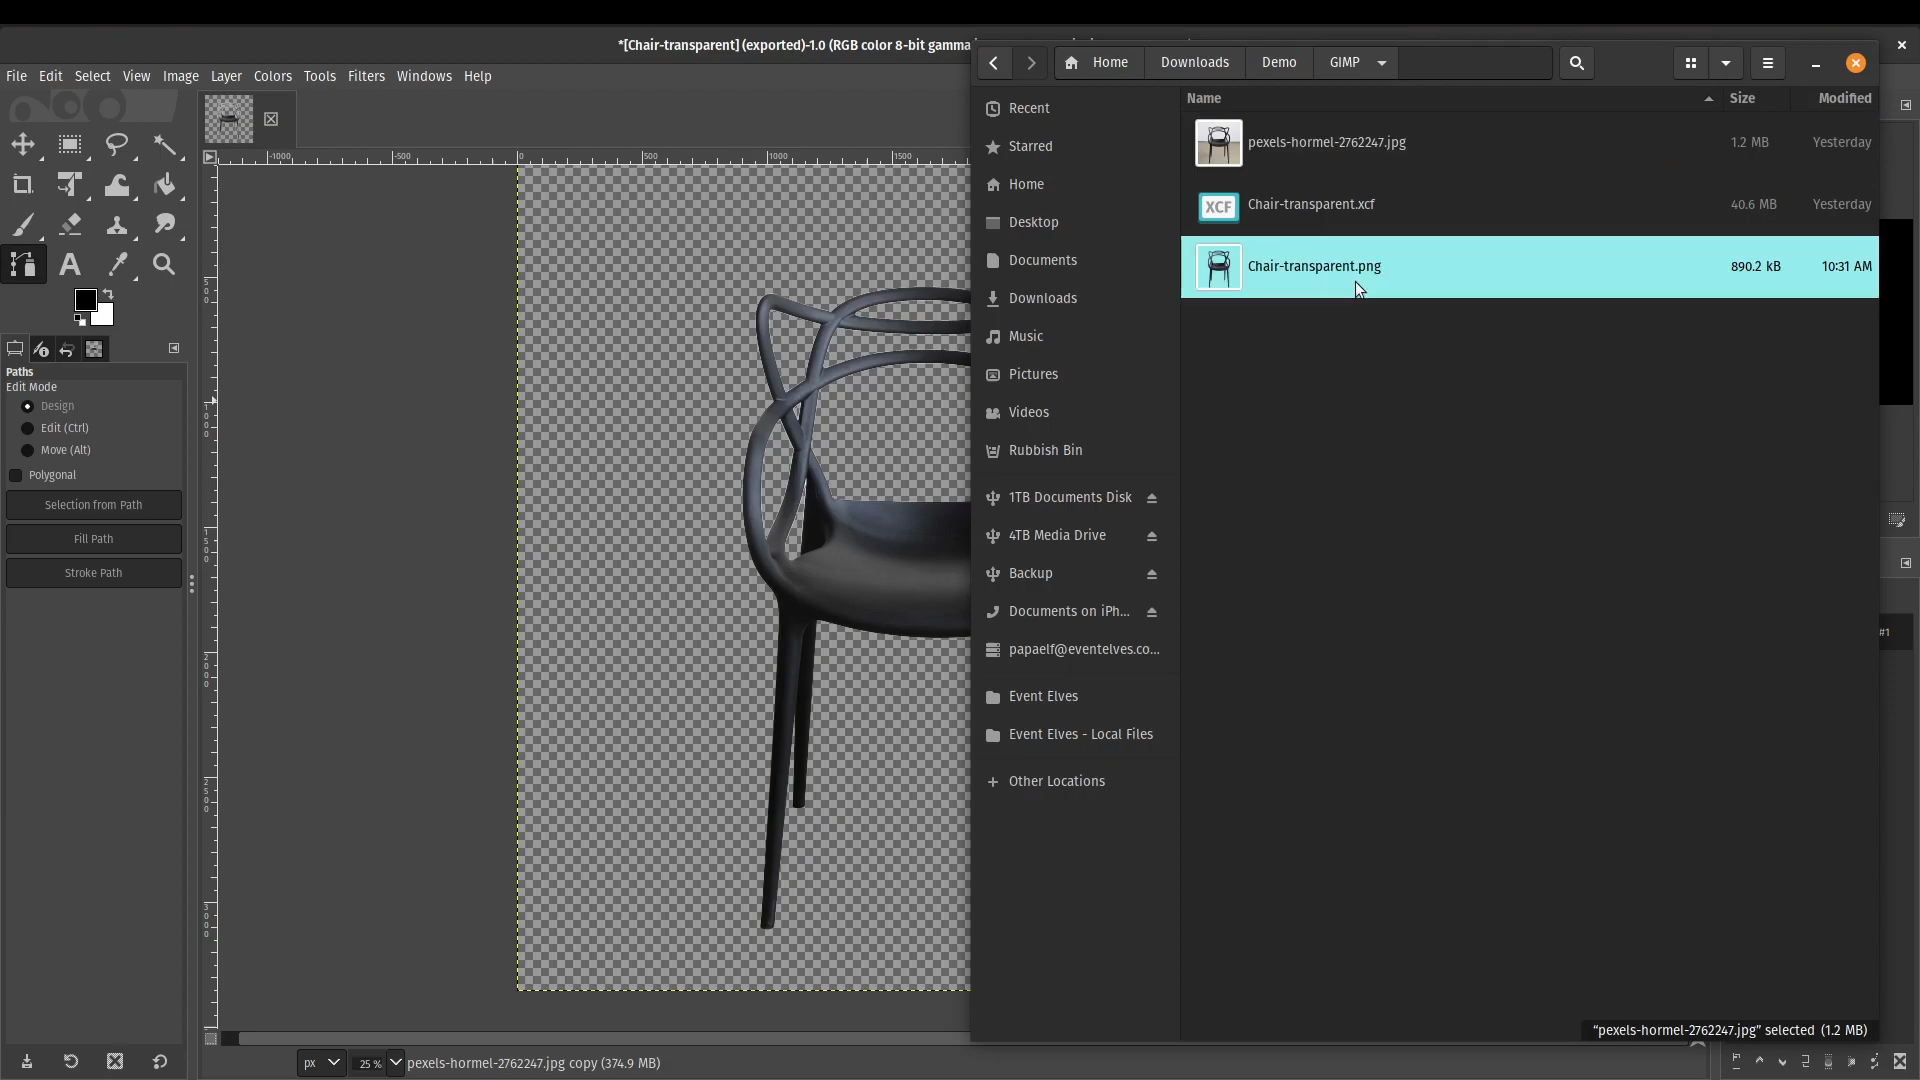 *[Chair-transparent] (exported)-1.0 (RGB color 8-bit gamma
File Edit Select View Image Layer Colors Tools Filters Windows Help
Home Downloads Demo GIMP
Name Size Modified
pexels-hormel-2762247.jpg 1.2 MB Yesterday
Chair-transparent.xcf 40.6 MB Yesterday
XCF
Chair-transparent.png 890.2 kB 10:31 AM
Recent
Starred
Home
Desktop
Documents
Downloads
Music
Pictures
Videos
Rubbish Bin
1TB Documents Disk
4TB Media Drive
Backup
Documents on iPh...
papaelf@eventelves.co...
Event Elves
Event Elves - Local Files
Other Locations
-1000 -500 0 500 1000 1500
500
1000
1500
2000
2500
3000
Paths
Edit Mode
Design
Edit (Ctrl)
Move (Alt)
Polygonal
Selection from Path
Fill Path
Stroke Path
#1
"pexels-hormel-2762247.jpg" selected (1.2 MB)
px 25 % pexels-hormel-2762247.jpg copy (374.9 MB)